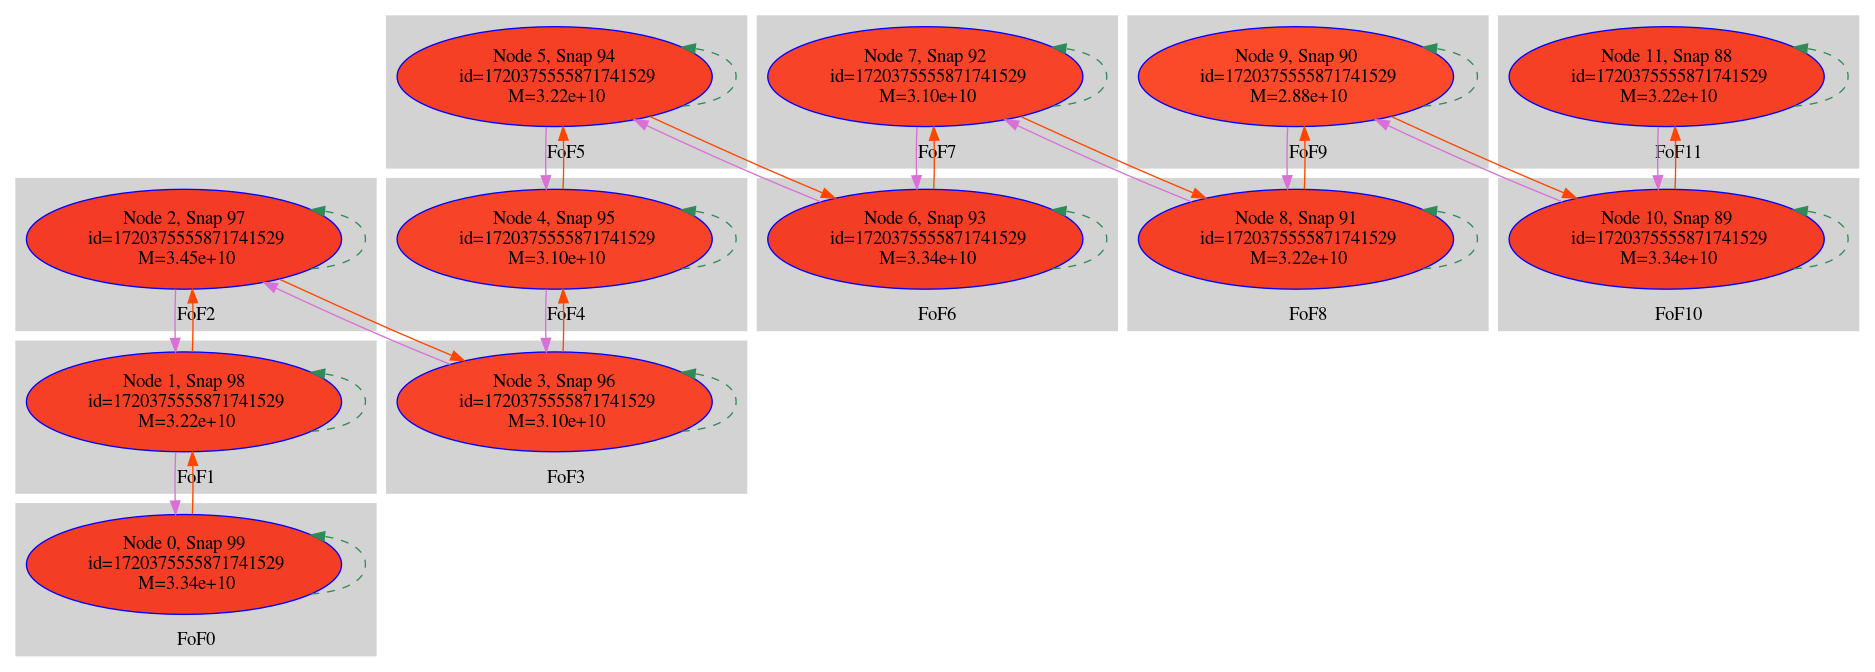 Node 5, Snap 94
id=1720375555871741529
M=3.22e+10
FoF5
Node 7, Snap 92
id=1720375555871741529
M=3.10e+10
FoF7
Node 9, Snap 90
id=1720375555871741529
M=2.88e+10
FoF9
Node 11, Snap 88
id=1720375555871741529
M=3.22e+10
FoF11
Node 2, Snap 97
id=1720375555871741529
M=3.45e+10
FoF2
Node 4, Snap 95
id=1720375555871741529
M=3.10e+10
FoF4
Node 6, Snap 93
id=1720375555871741529
M=3.34e+10
FoF6
Node 8, Snap 91
id=1720375555871741529
M=3.22e+10
FoF8
Node 10, Snap 89
id=1720375555871741529
M=3.34e+10
FoF10
Node 1, Snap 98
id=1720375555871741529
M=3.22e+10
FoF1
Node 3, Snap 96
id=1720375555871741529
M=3.10e+10
FoF3
Node 0, Snap 99
id=1720375555871741529
M=3.34e+10
FoF0